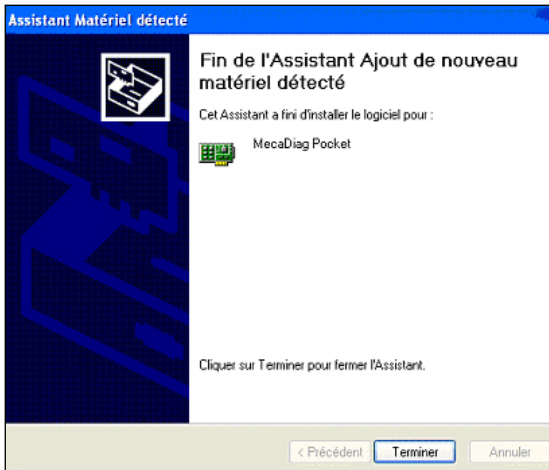 Assistant Matériel détecté
Fin de l'Assistant Ajout de nouveau
matériel détecté
Cet Assistant a fini d'installer le logiciel pour :
MecaDiag Pocket
Cliquer sur Terminer pour fermer l'Assistant.
< Précédent Terminer Annuler